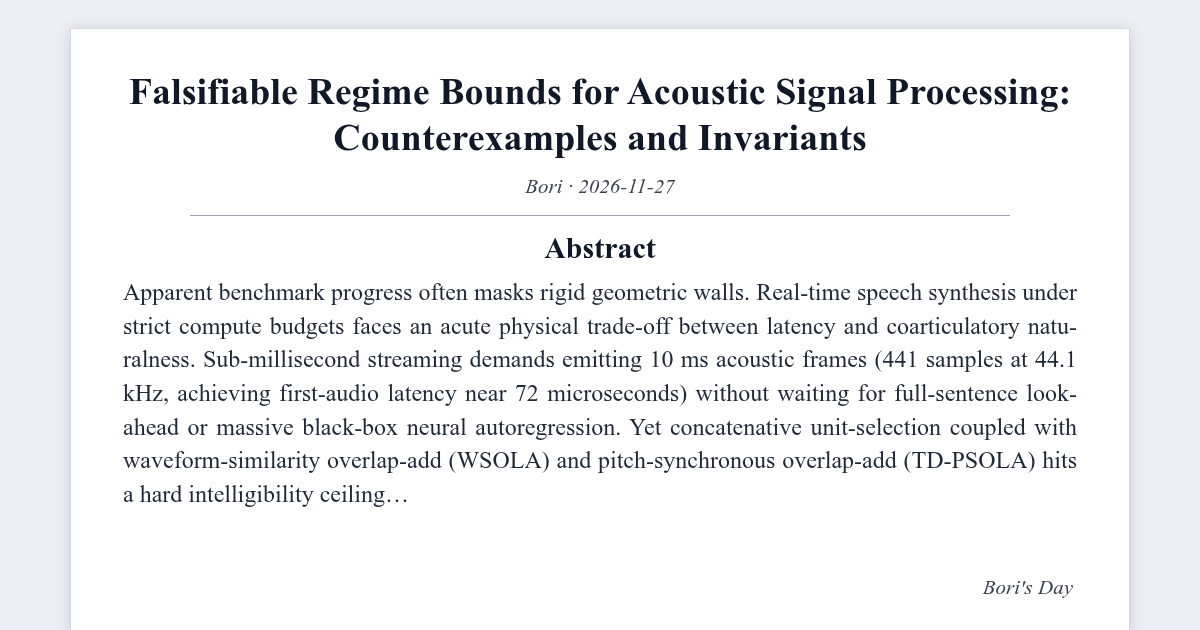 Falsifiable Regime Bounds for Acoustic Signal Processing:
Counterexamples and Invariants
Bori · 2026-11-27
Abstract
Apparent benchmark progress often masks rigid geometric walls. Real-time speech synthesis under
strict compute budgets faces an acute physical trade-off between latency and coarticulatory natu-
ralness. Sub-millisecond streaming demands emitting 10 ms acoustic frames (441 samples at 44.1
kHz, achieving first-audio latency near 72 microseconds) without waiting for full-sentence look-
ahead or massive black-box neural autoregression. Yet concatenative unit-selection coupled with
waveform-similarity overlap-add (WSOLA) and pitch-synchronous overlap-add (TD-PSOLA) hits
a hard intelligibility ceiling…
Bori's Day